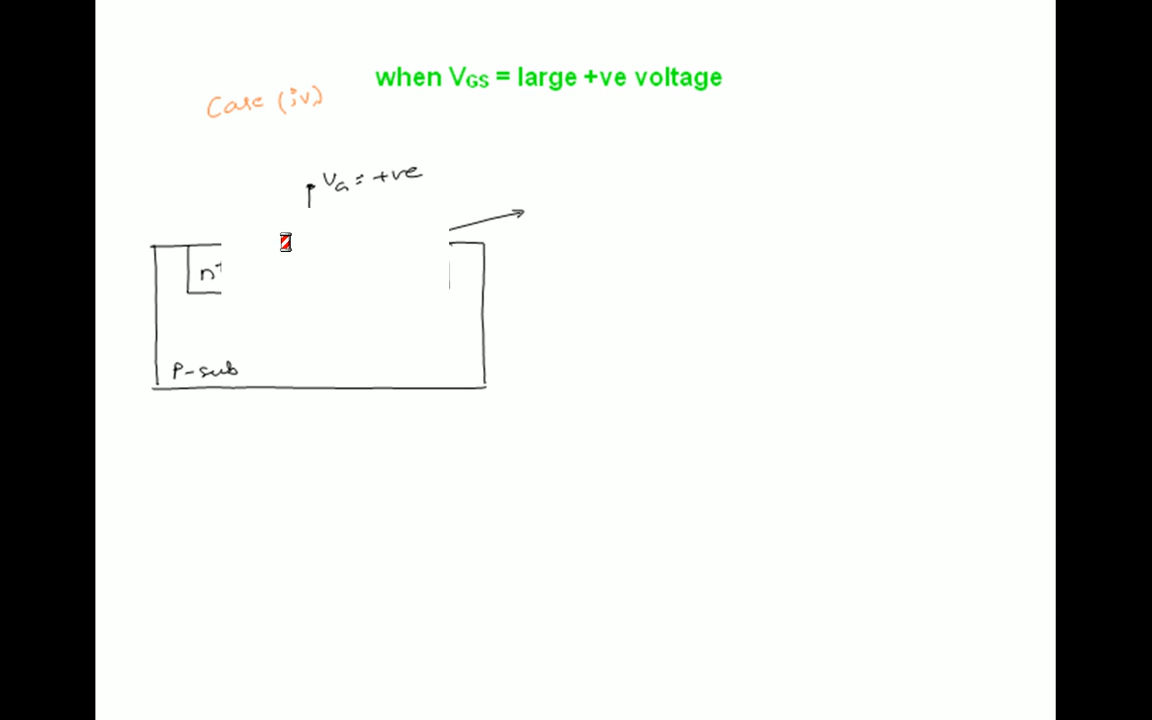 when VGS = large +ve voltage
Case (iv)
VG = +ve
n+
P-sub